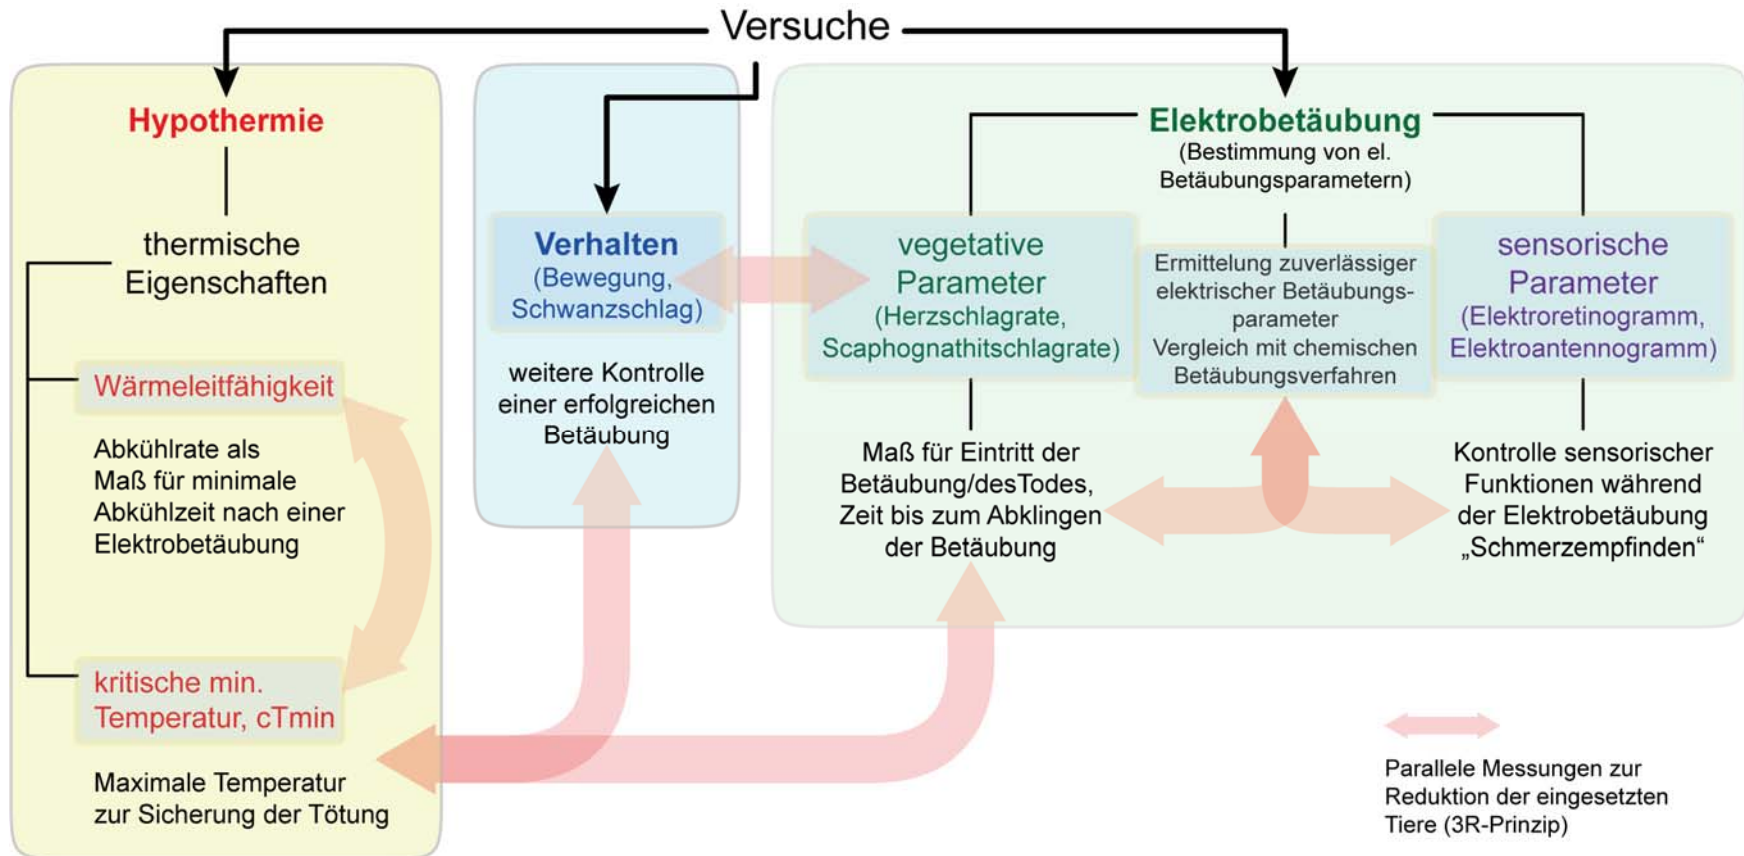 Versuche
Hypothermie
thermische
Eigenschaften
Wärmeleitfähigkeit
Abkühlrate als
Maß für minimale
Abkühlzeit nach einer
Elektrobetäubung
kritische min.
Temperatur, cTmin
Maximale Temperatur
zur Sicherung der Tötung
Verhalten
(Bewegung,
Schwanzschlag)
weitere Kontrolle
einer erfolgreichen
Betäubung
Elektrobetäubung
(Bestimmung von el.
Betäubungsparametern)
vegetative
Parameter
(Herzschlagrate,
Scaphognathitschlagrate)
Maß für Eintritt der
Betäubung/desTodes,
Zeit bis zum Abklingen
der Betäubung
Ermittelung zuverlässiger
elektrischer Betäubungs-
parameter
Vergleich mit chemischen
Betäubungsverfahren
sensorische
Parameter
(Elektroretinogramm,
Elektroantennogramm)
Kontrolle sensorischer
Funktionen während
der Elektrobetäubung
„Schmerzempfinden“
Parallele Messungen zur
Reduktion der eingesetzten
Tiere (3R-Prinzip)